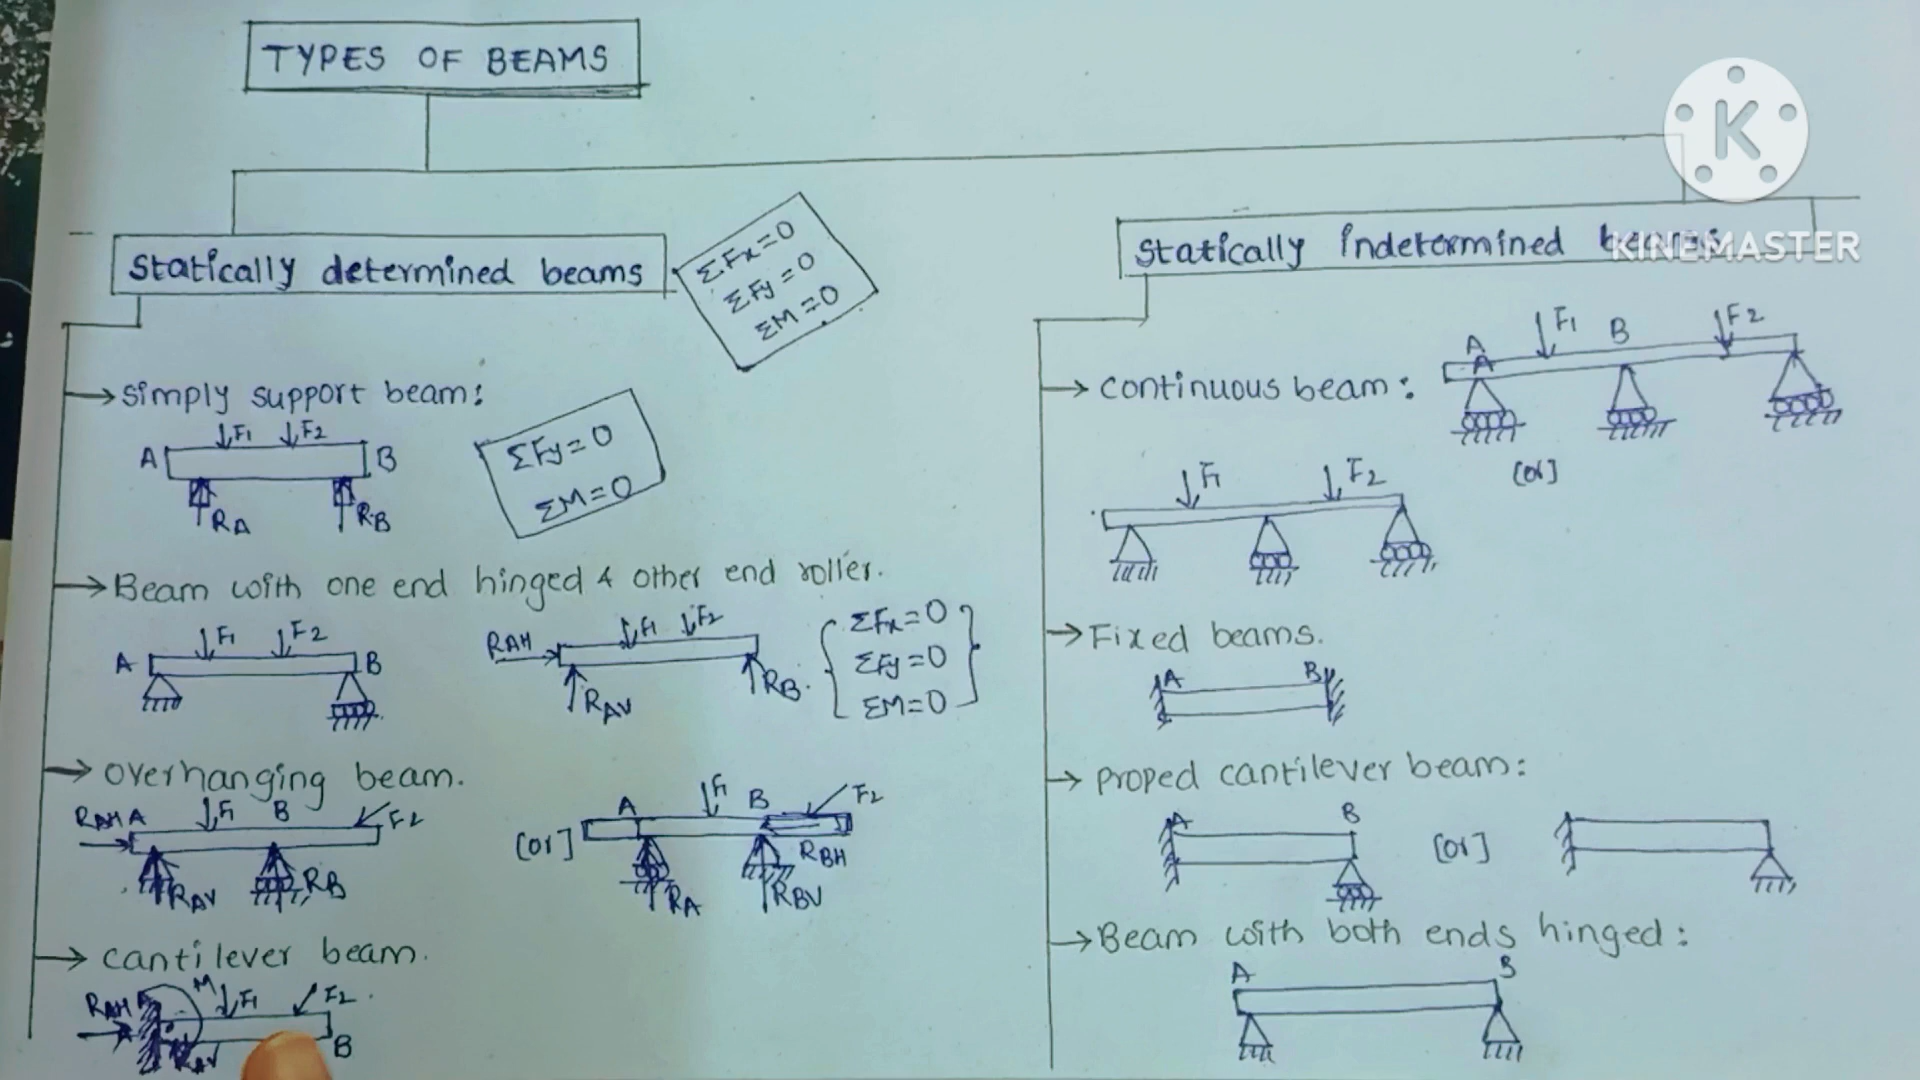 TYPES OF BEAMS
K
KINEMASTER
Statically determined beams
ΣFx=0
ΣFy=0
ΣM=0
simply support beam:
F1 F2
A B
RA RB
ΣFy=0
ΣM=0
Beam with one end hinged & other end roller.
F1 F2
A B
RAH F1 F2
RAV RB.
ΣFx=0
ΣFy=0
ΣM=0
overhanging beam.
RAH A F1 B F2
RAV RB
[or]
A F1 B F2
RBH
RA RBV
cantilever beam.
RAH A M F1 F2
RAV B
Statically indetermined beams
continuous beam:
A F1 B F2
A
[or]
F1 F2
Fixed beams.
A B
proped cantilever beam:
A B
[or]
Beam with both ends hinged:
A B